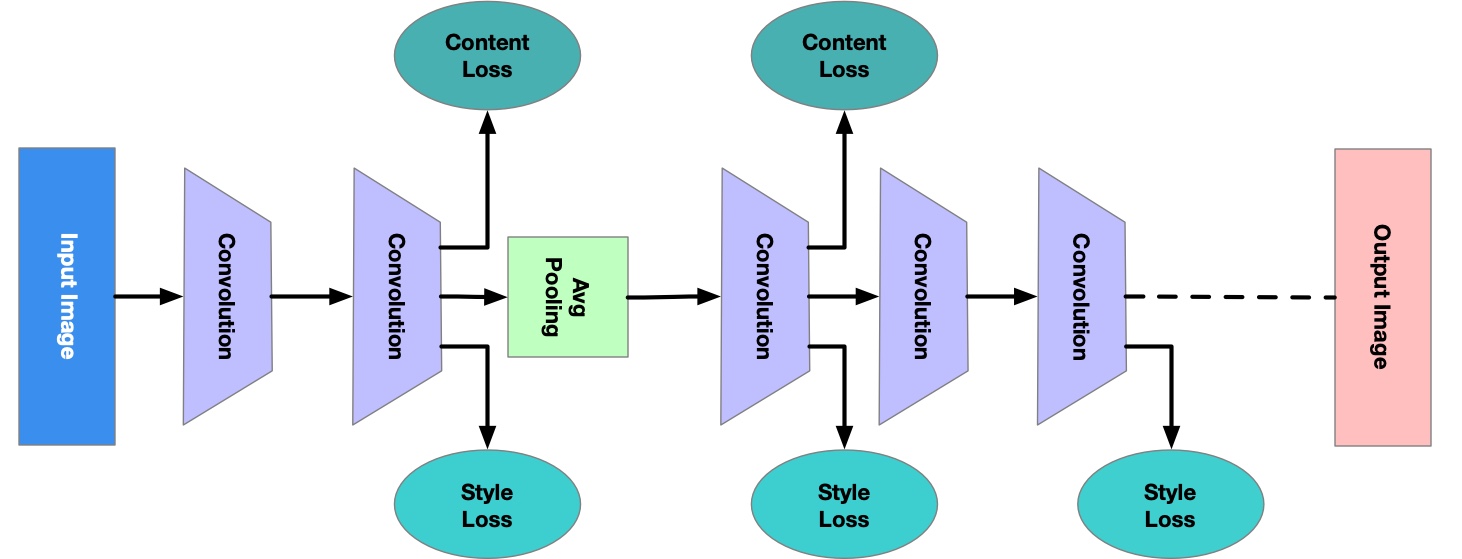 Content
Loss
Content
Loss
Input Image
Convolution
Convolution
Avg
Pooling
Convolution
Convolution
Convolution
Output Image
Style
Loss
Style
Loss
Style
Loss